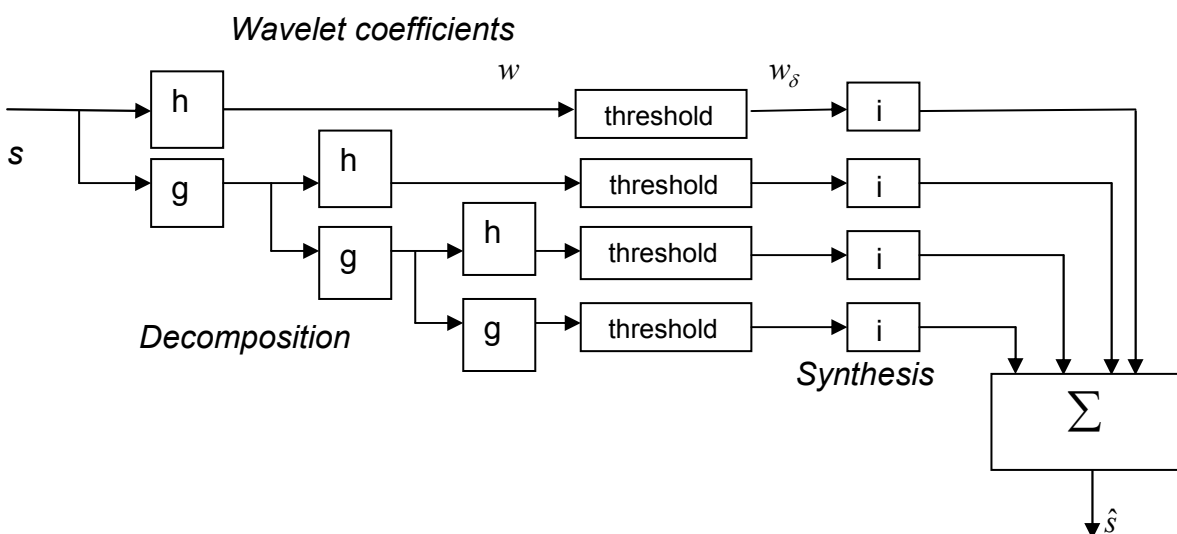 Wavelet coefficients
h w threshold w_δ i
s
g h threshold i
g h threshold i
Decomposition g threshold i
Synthesis
∑
ŝ